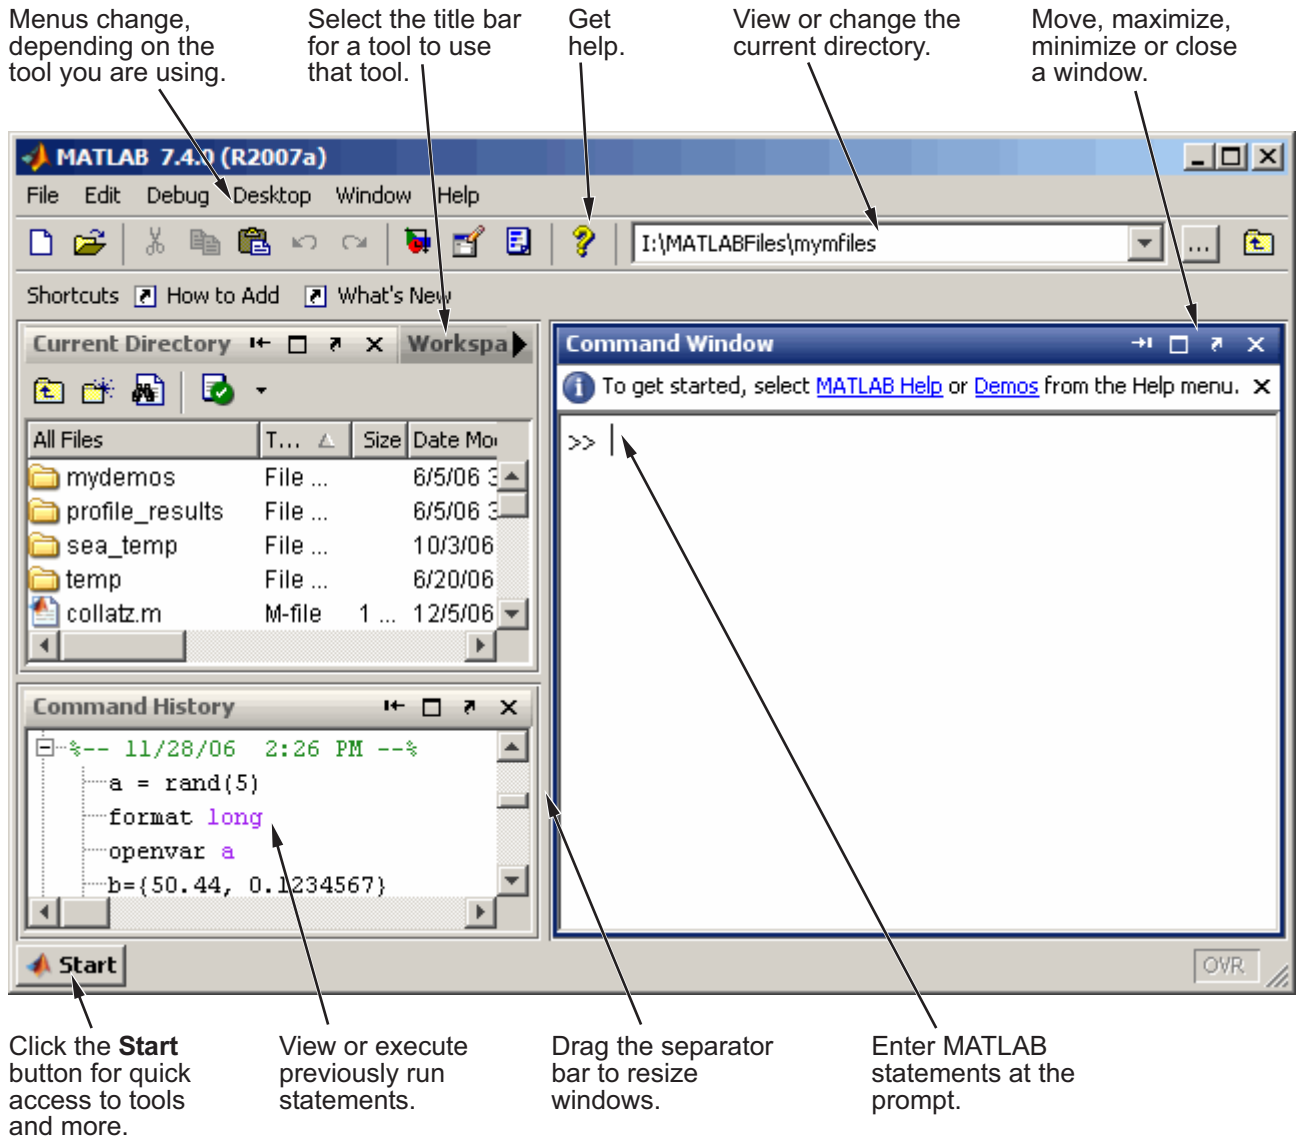 Menus change,
depending on the
tool you are using.
Select the title bar
for a tool to use
that tool.
Get
help.
View or change the
current directory.
Move, maximize,
minimize or close
a window.
MATLAB 7.4.0 (R2007a)
File Edit Debug Desktop Window Help
I:\MATLABFiles\mymfiles
...
Shortcuts How to Add What's New
Current Directory Workspa
All Files T... Size Date Mo
mydemos File ... 6/5/06 3
profile_results File ... 6/5/06 3
sea_temp File ... 10/3/06
temp File ... 6/20/06
collatz.m M-file 1 ... 12/5/06
Command History
%-- 11/28/06 2:26 PM --%
a = rand(5)
format long
openvar a
b={50.44, 0.1234567}
Command Window
To get started, select MATLAB Help or Demos from the Help menu.
>>
Start
OVR
Click the Start
button for quick
access to tools
and more.
View or execute
previously run
statements.
Drag the separator
bar to resize
windows.
Enter MATLAB
statements at the
prompt.